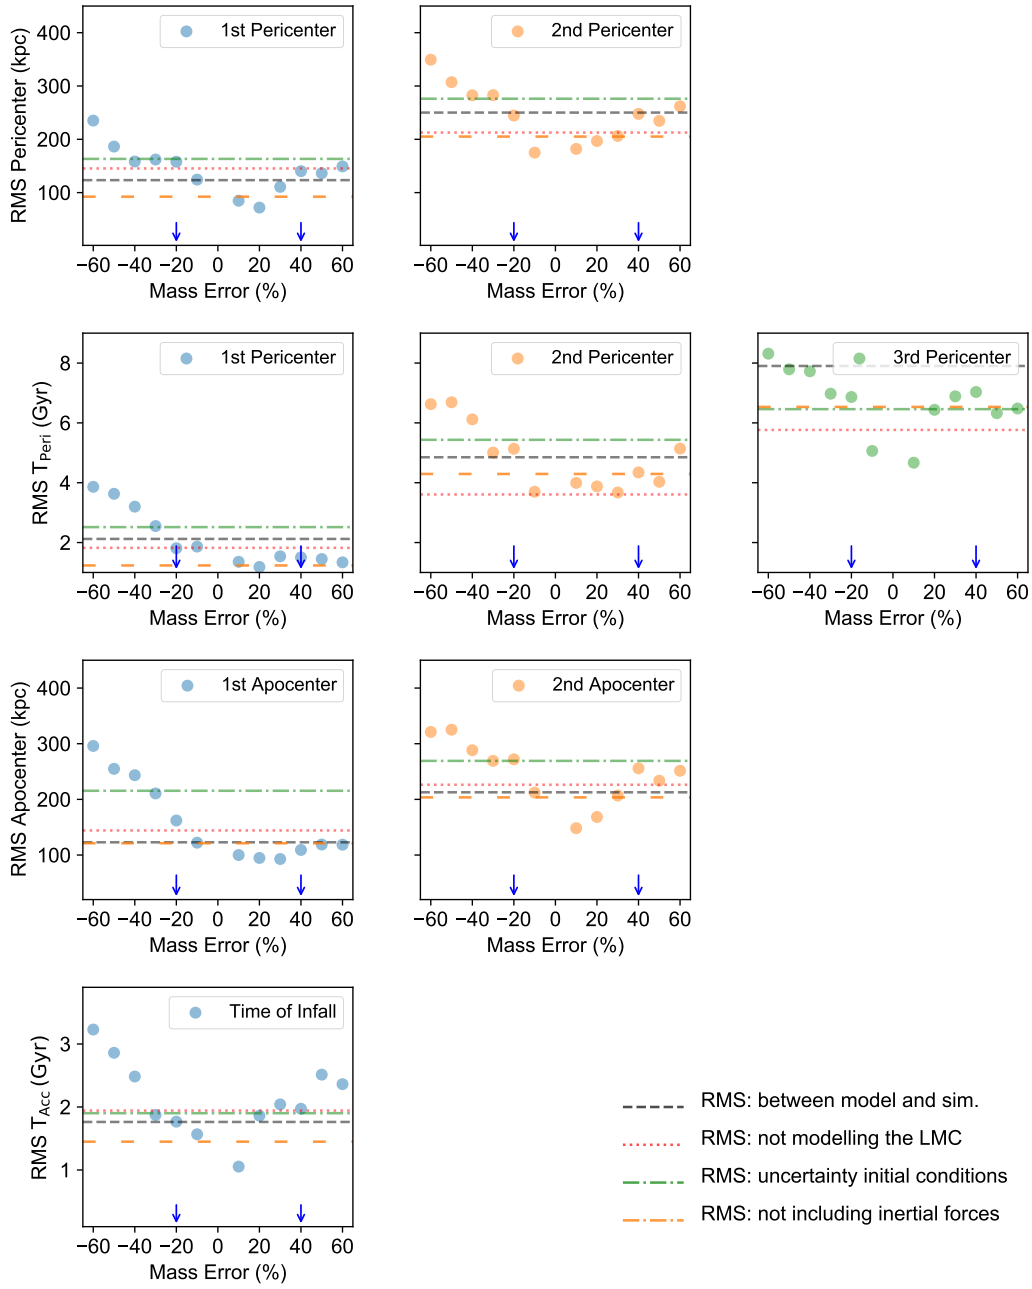 1st Pericenter
2nd Pericenter
RMS Pericenter (kpc)
400
300
200
100
−60 −40 −20 0 20 40 60
−60 −40 −20 0 20 40 60
Mass Error (%)
Mass Error (%)
1st Pericenter
2nd Pericenter
3rd Pericenter
RMS TPeri (Gyr)
8
6
4
2
−60 −40 −20 0 20 40 60
−60 −40 −20 0 20 40 60
−60 −40 −20 0 20 40 60
Mass Error (%)
Mass Error (%)
Mass Error (%)
1st Apocenter
2nd Apocenter
RMS Apocenter (kpc)
400
300
200
100
−60 −40 −20 0 20 40 60
−60 −40 −20 0 20 40 60
Mass Error (%)
Mass Error (%)
Time of Infall
RMS TAcc (Gyr)
3
2
1
−60 −40 −20 0 20 40 60
Mass Error (%)
RMS: between model and sim.
RMS: not modelling the LMC
RMS: uncertainty initial conditions
RMS: not including inertial forces